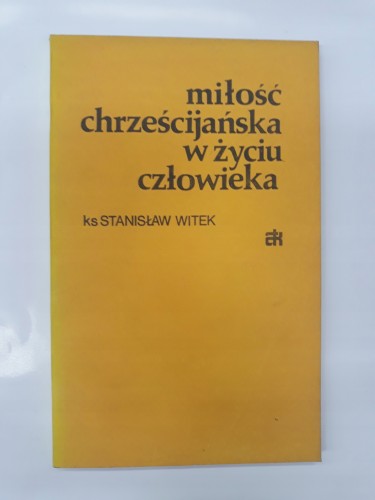 miłość
chrześcijańska
w życiu
człowieka
ks STANISŁAW WITEK